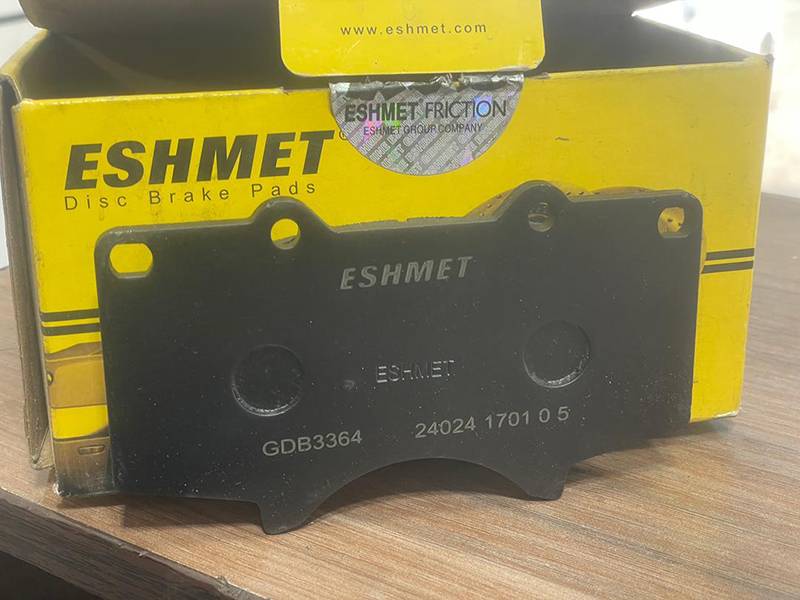 www.eshmet.com
ESHMET FRICTION
ESHMET GROUP COMPANY
ESHMET
Disc Brake Pads
ESHMET
ESHMET
GDB3364 24024 1701 0 5